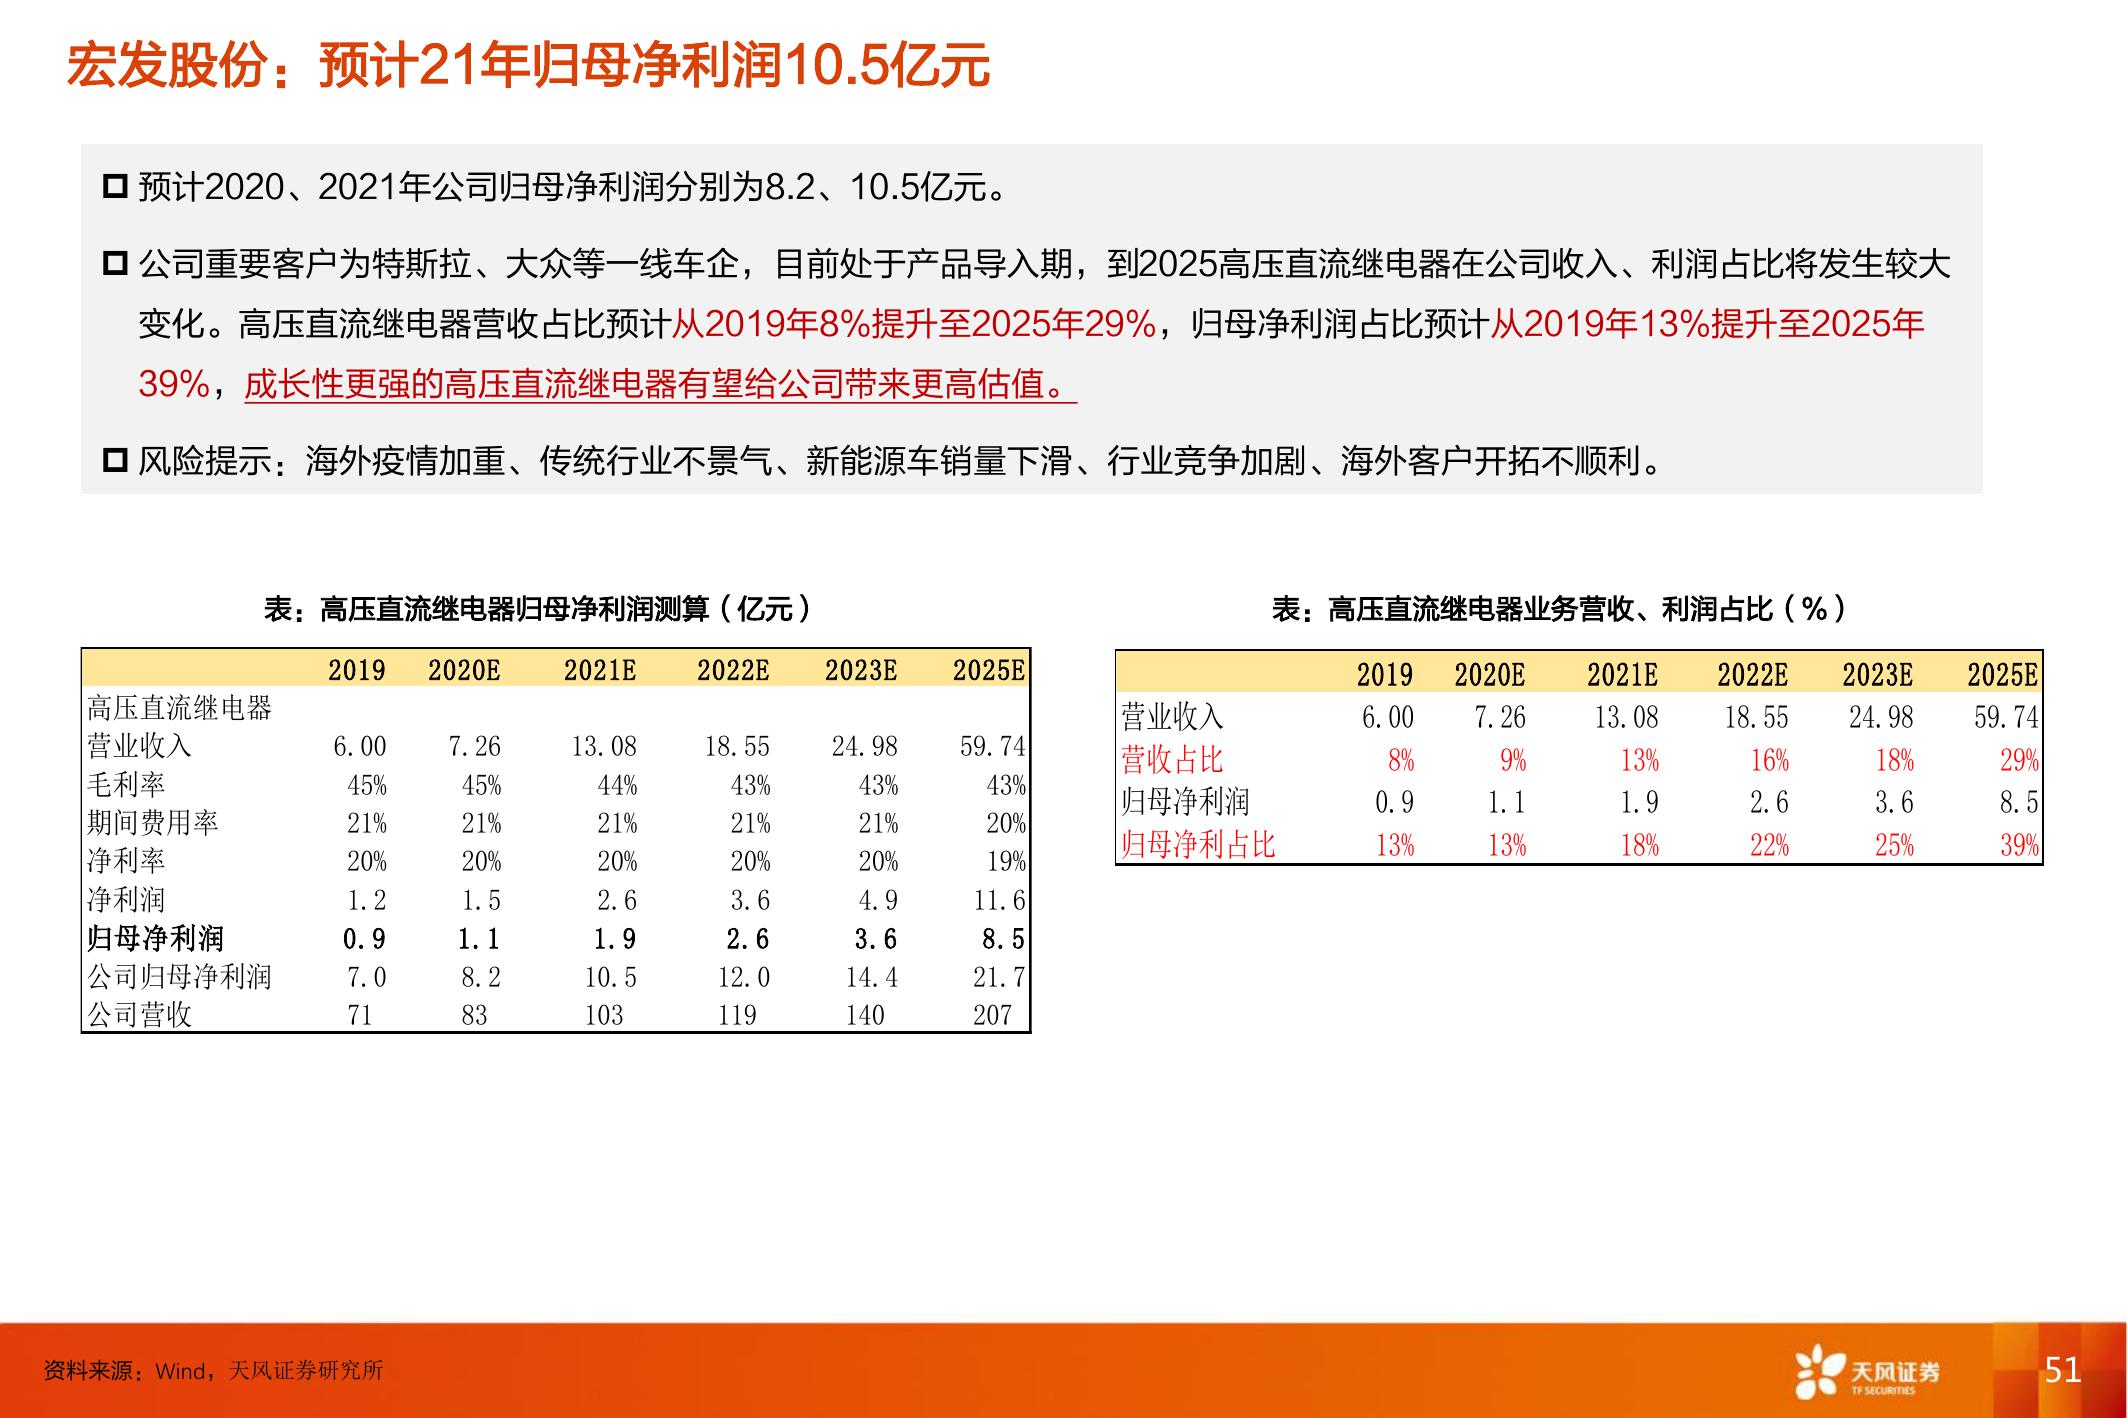 宏发股份：预计21年归母净利润10.5亿元
预计2020、2021年公司归母净利润分别为8.2、10.5亿元。
公司重要客户为特斯拉、大众等一线车企，目前处于产品导入期，到2025高压直流继电器在公司收入、利润占比将发生较大
变化。高压直流继电器营收占比预计从2019年8%提升至2025年29%，归母净利润占比预计从2019年13%提升至2025年
39%，成长性更强的高压直流继电器有望给公司带来更高估值。
风险提示：海外疫情加重、传统行业不景气、新能源车销量下滑、行业竞争加剧、海外客户开拓不顺利。
表：高压直流继电器归母净利润测算（亿元）
2019 2020E 2021E 2022E 2023E 2025E
高压直流继电器
营业收入 6.00 7.26 13.08 18.55 24.98 59.74
毛利率 45% 45% 44% 43% 43% 43%
期间费用率 21% 21% 21% 21% 21% 20%
净利率 20% 20% 20% 20% 20% 19%
净利润 1.2 1.5 2.6 3.6 4.9 11.6
归母净利润 0.9 1.1 1.9 2.6 3.6 8.5
公司归母净利润 7.0 8.2 10.5 12.0 14.4 21.7
公司营收 71 83 103 119 140 207
表：高压直流继电器业务营收、利润占比（%）
2019 2020E 2021E 2022E 2023E 2025E
营业收入 6.00 7.26 13.08 18.55 24.98 59.74
营收占比 8% 9% 13% 16% 18% 29%
归母净利润 0.9 1.1 1.9 2.6 3.6 8.5
归母净利占比 13% 13% 18% 22% 25% 39%
资料来源：Wind，天风证券研究所
天风证券
TF SECURITIES
51